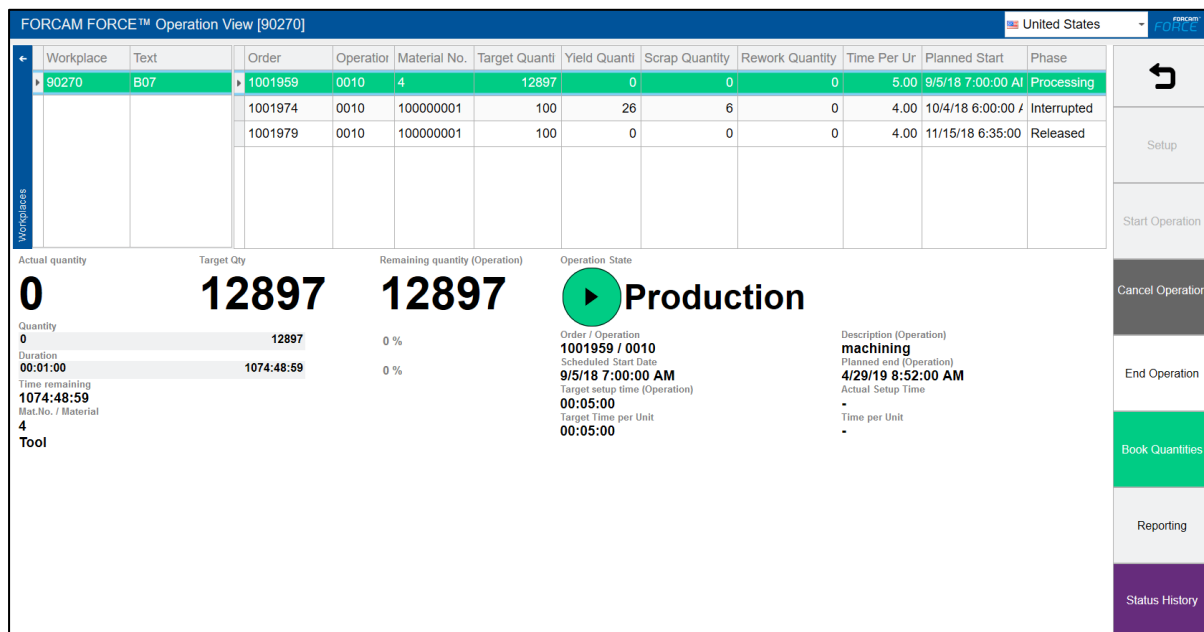 FORCAM FORCE™ Operation View [90270]
United States
FORCAM
FORCE
Workplace Text Order Operation Material No. Target Quanti Yield Quanti Scrap Quantity Rework Quantity Time Per Ur Planned Start Phase
90270 B07 1001959 0010 4 12897 0 0 0 5.00 9/5/18 7:00:00 AI Processing
1001974 0010 100000001 100 26 6 0 4.00 10/4/18 6:00:00 / Interrupted
1001979 0010 100000001 100 0 0 0 4.00 11/15/18 6:35:00 Released
Workplaces
Actual quantity Target Qty Remaining quantity (Operation) Operation State
0 12897 12897 Production
Quantity
0 12897 0 %
Duration
00:01:00 1074:48:59 0 %
Time remaining
1074:48:59
Mat.No. / Material
4
Tool
Order / Operation Description (Operation)
1001959 / 0010 machining
Scheduled Start Date Planned end (Operation)
9/5/18 7:00:00 AM 4/29/19 8:52:00 AM
Target setup time (Operation) Actual Setup Time
00:05:00 -
Target Time per Unit Time per Unit
00:05:00 -
Setup
Start Operation
Cancel Operation
End Operation
Book Quantities
Reporting
Status History